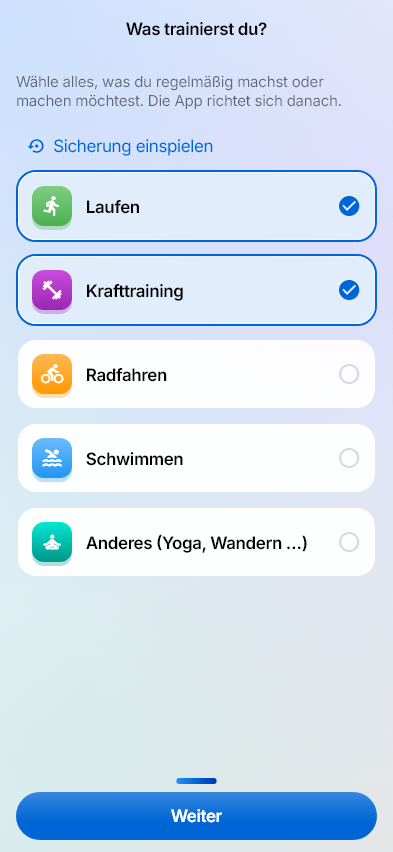 Was trainierst du?
Wähle alles, was du regelmäßig machst oder
machen möchtest. Die App richtet sich danach.
Sicherung einspielen
Laufen
Krafttraining
Radfahren
Schwimmen
Anderes (Yoga, Wandern ...)
Weiter